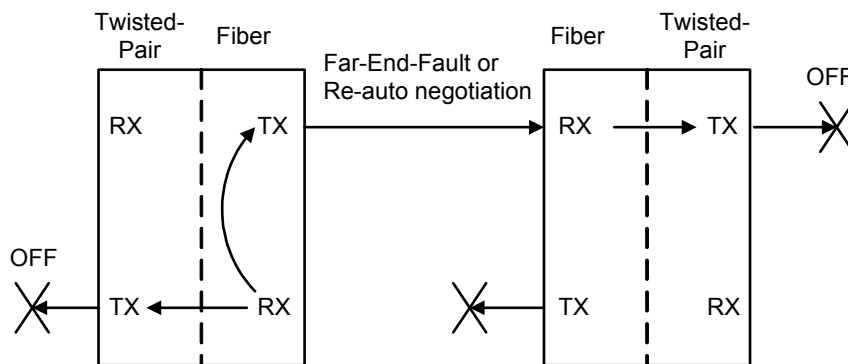 Twisted-
Pair
Fiber
Far-End-Fault or
Re-auto negotiation
Fiber
Twisted-
Pair
OFF
RX
TX
RX
TX
OFF
TX
RX
TX
RX